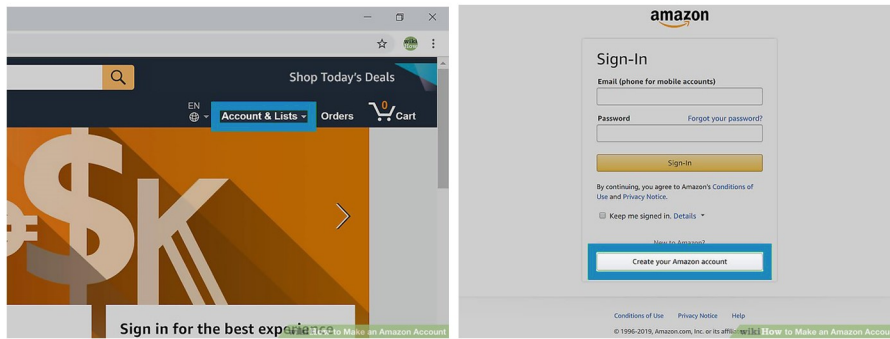 wiki
How
Shop Today's Deals
EN
Account & Lists
Orders
0
Cart
$K
Sign in for the best experience
wikiHow to Make an Amazon Account
amazon
Sign-In
Email (phone for mobile accounts)
Password
Forgot your password?
Sign-In
By continuing, you agree to Amazon's Conditions of
Use and Privacy Notice.
Keep me signed in. Details
New to Amazon?
Create your Amazon account
Conditions of Use
Privacy Notice
Help
© 1996-2019, Amazon.com, Inc. or its
wikiHow to Make an Amazon